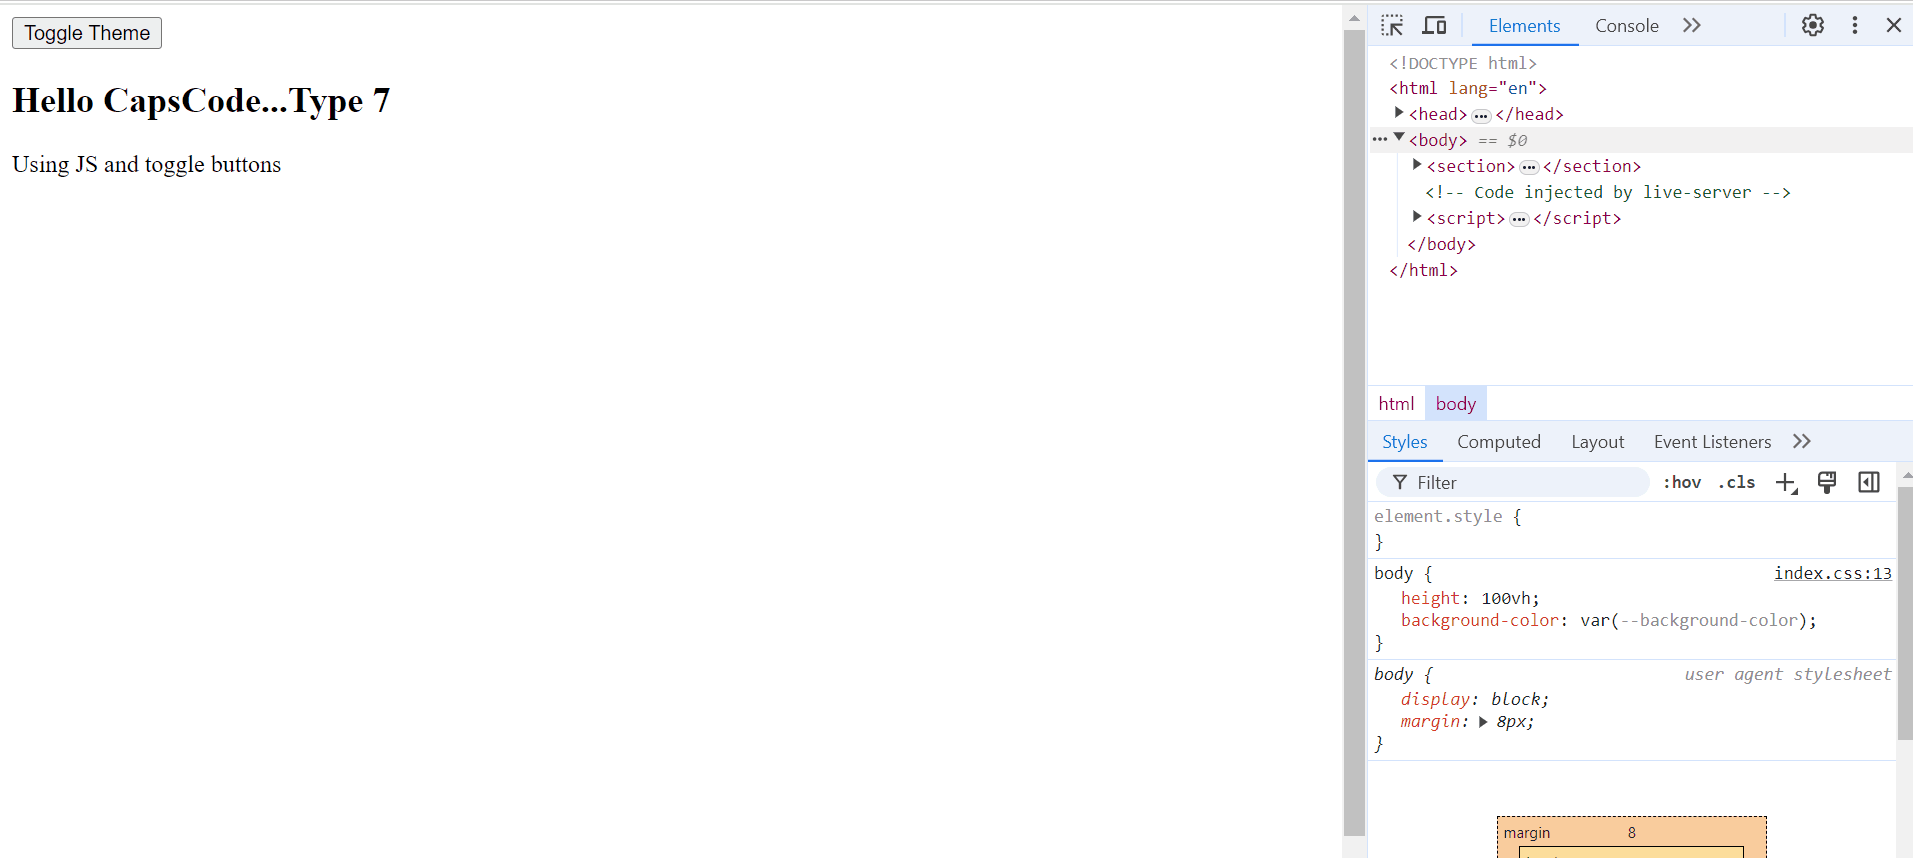 Toggle Theme
Hello CapsCode...Type 7
Using JS and toggle buttons
Elements Console
<!DOCTYPE html>
<html lang="en">
<head> ••• </head>
••• <body> == $0
<section> ••• </section>
<!-- Code injected by live-server -->
<script> ••• </script>
</body>
</html>
html body
Styles Computed Layout Event Listeners
Filter :hov .cls
element.style {
}
body { index.css:13
height: 100vh;
background-color: var(--background-color);
}
body { user agent stylesheet
display: block;
margin: 8px;
}
margin 8